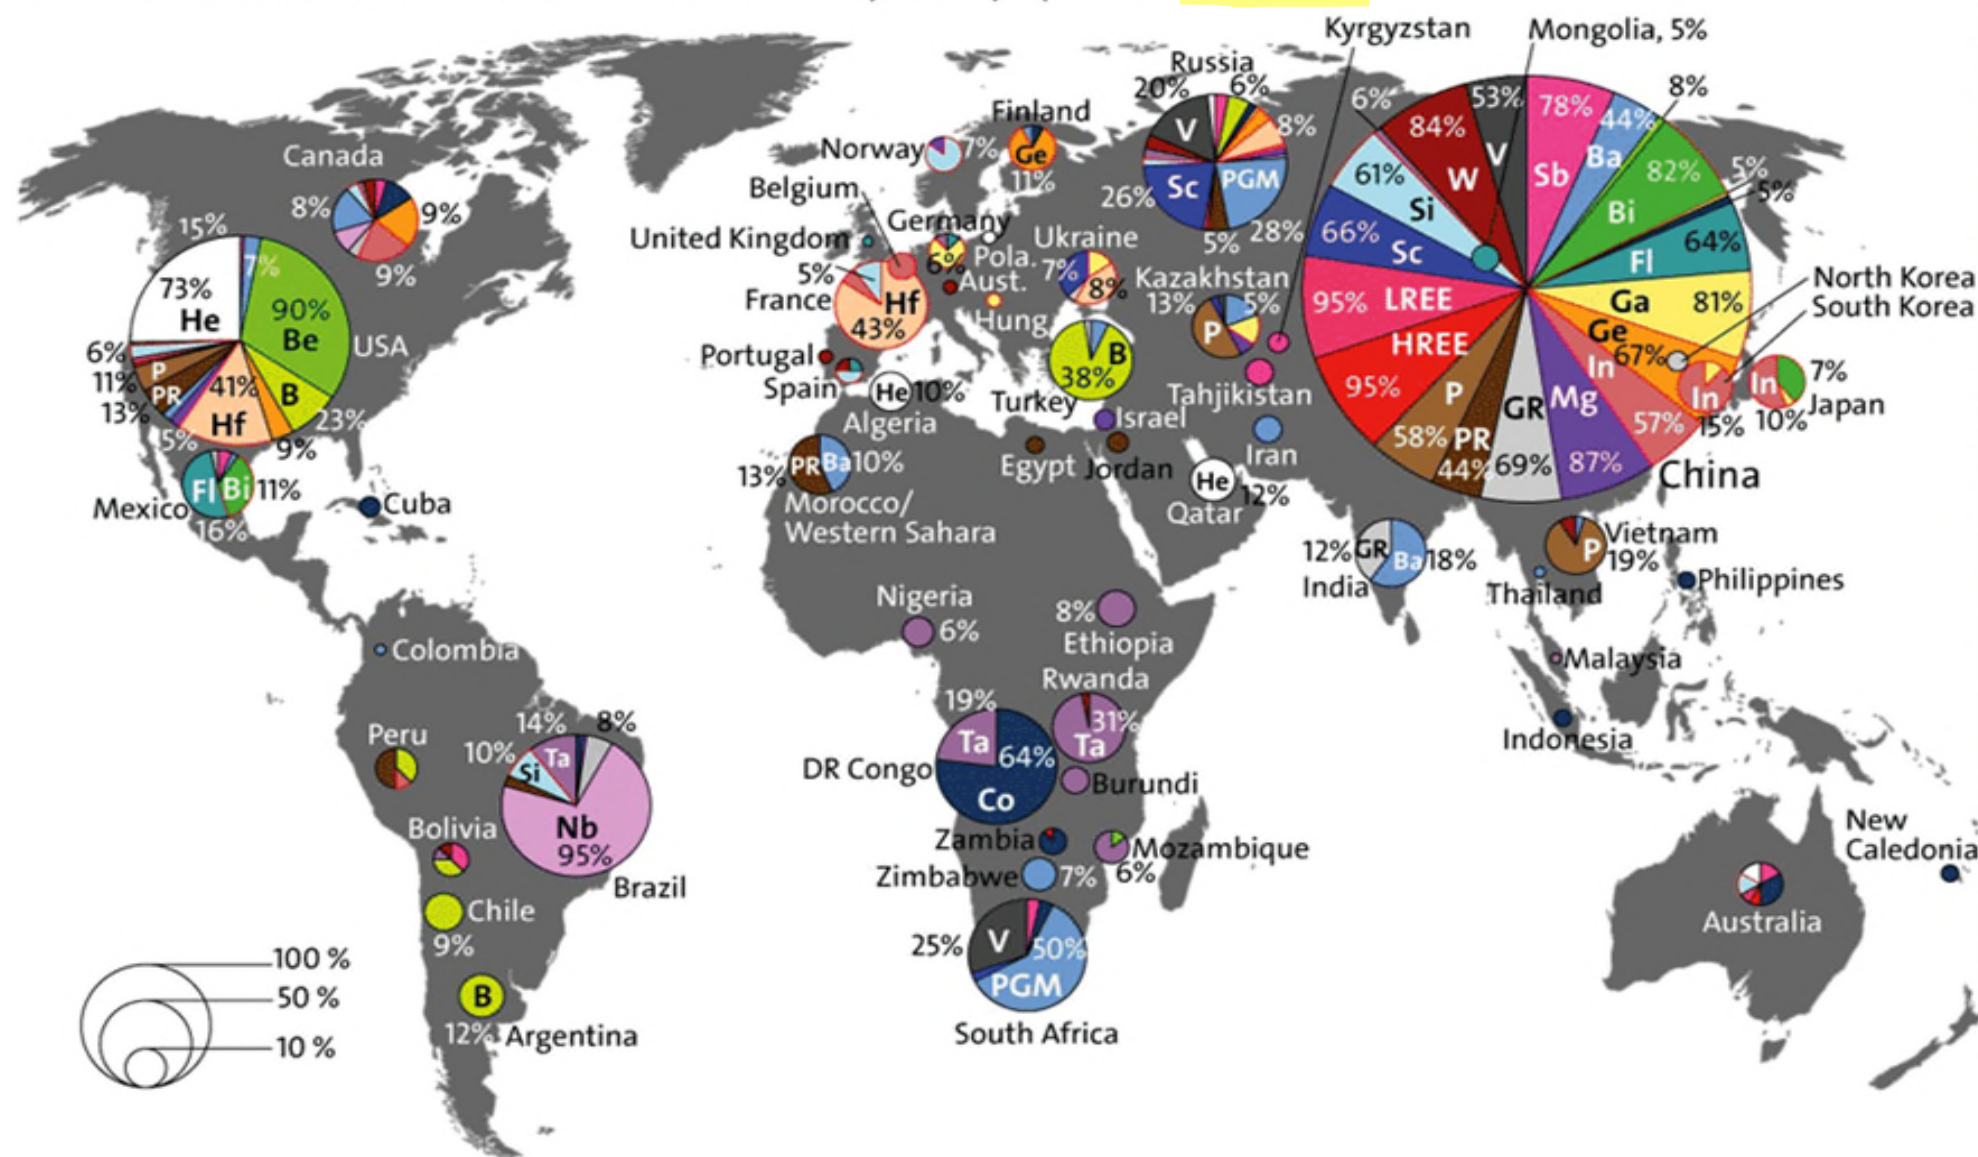 Kyrgyzstan
Mongolia, 5%
Russia
20%
6%
8%
V
8%
Sc
PGM
26%
5%
28%
Finland
Ge
11%
Norway
7%
Belgium
Germany
6%
United Kingdom
Pola.
Aust.
Hung.
Ukraine
7%
8%
5%
France
Hf
43%
Kazakhstan
13%
5%
P
Portugal
Spain
He
10%
Algeria
Turkey
B
38%
Tahjikistan
Israel
Egypt
Jordan
Iran
He
12%
Qatar
13%
PR
Ba
10%
Morocco/
Western Sahara
Canada
8%
9%
9%
15%
7%
73%
He
90%
Be
USA
6%
P
11%
PR
13%
41%
Hf
B
23%
5%
9%
Fl
Bi
11%
Mexico
16%
Cuba
6%
84%
W
53%
V
78%
Sb
44%
Ba
82%
Bi
5%
5%
64%
Fl
61%
Si
66%
Sc
95%
LREE
HREE
95%
P
58%
PR
44%
GR
69%
Mg
87%
In
57%
Ge
67%
Ga
81%
China
North Korea
South Korea
In
15%
In
7%
10%
Japan
12%
GR
Ba
18%
India
Vietnam
P
19%
Thailand
Philippines
Malaysia
Indonesia
Nigeria
6%
8%
Ethiopia
Rwanda
31%
Ta
19%
Ta
64%
Co
DR Congo
Burundi
Zambia
Mozambique
6%
Zimbabwe
7%
25%
V
50%
PGM
South Africa
Colombia
Peru
14%
8%
10%
Ta
Si
Nb
95%
Brazil
Bolivia
Chile
9%
B
12%
Argentina
New
Caledonia
Australia
100 %
50 %
10 %